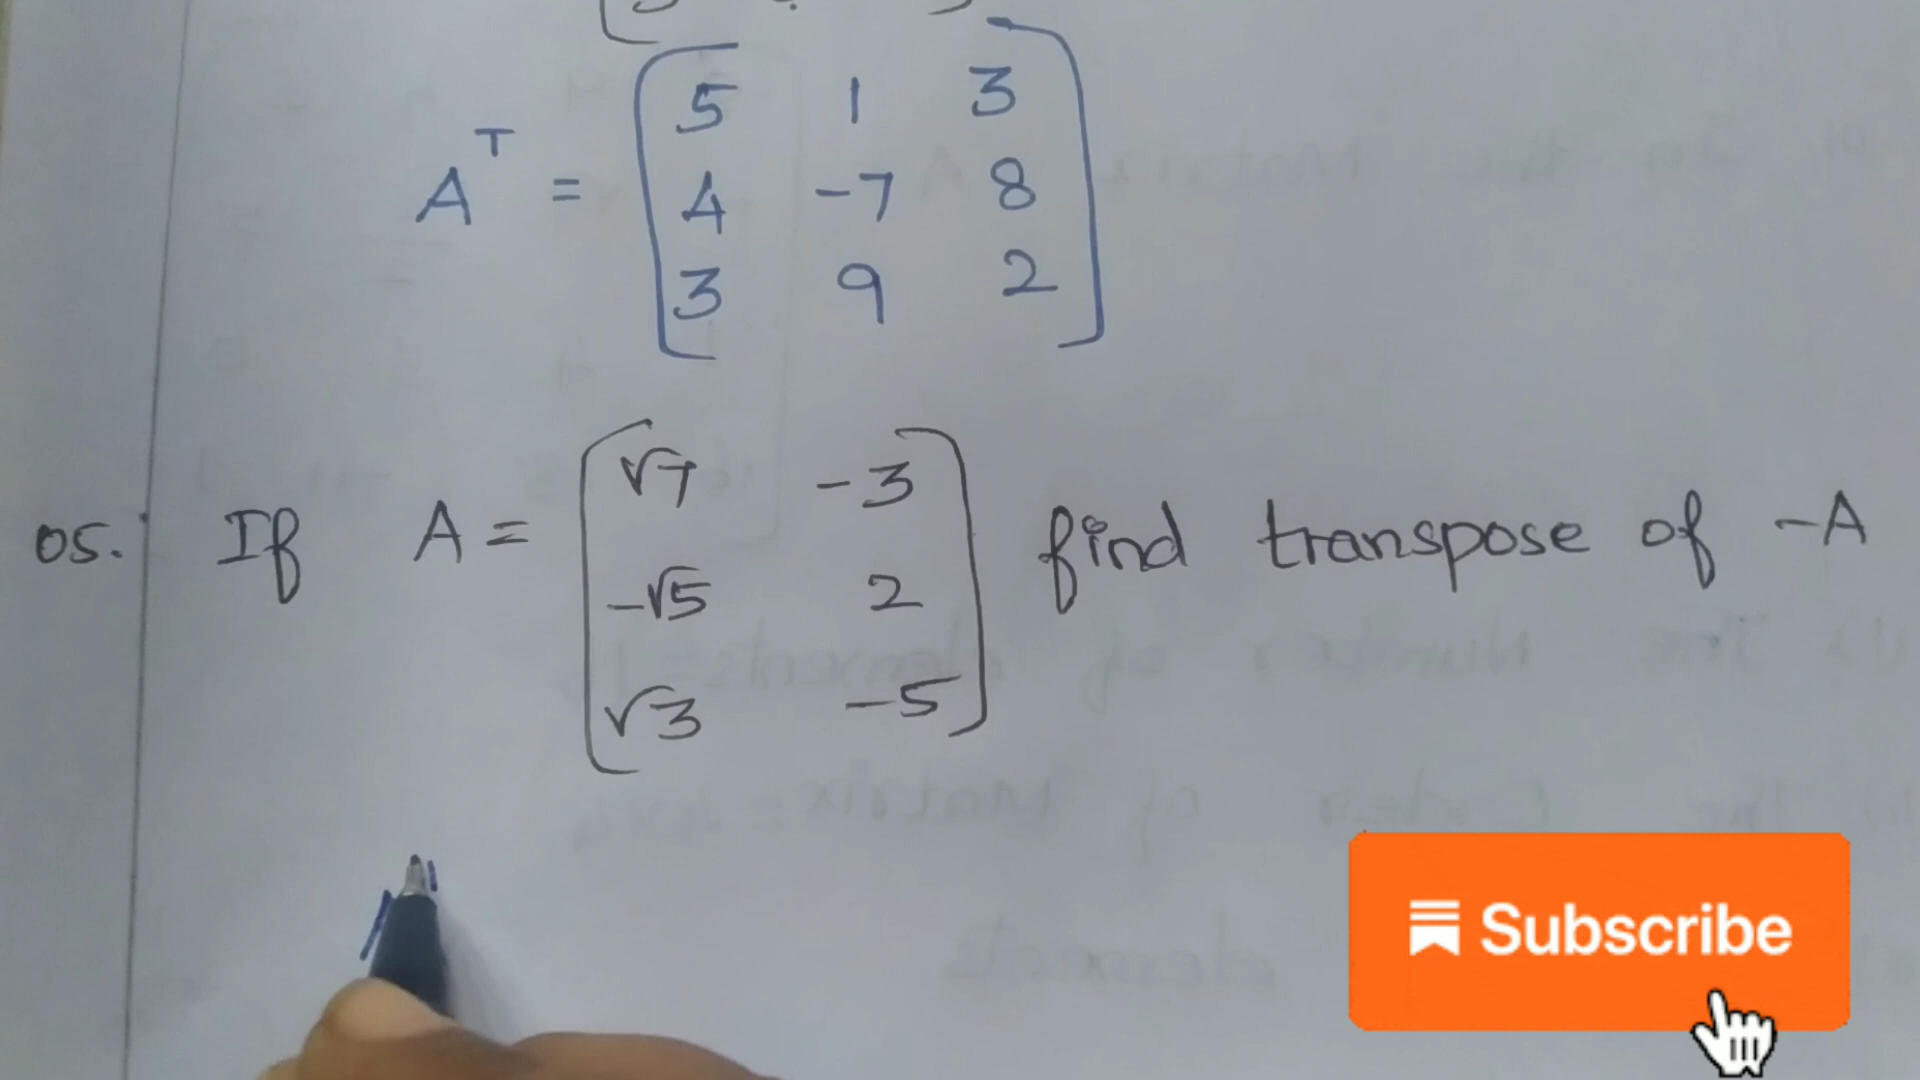 5 1 3
A^T = 4 -7 8
3 9 2
√7 -3
05. If A = -√5 2 find transpose of -A
√3 -5
Subscribe